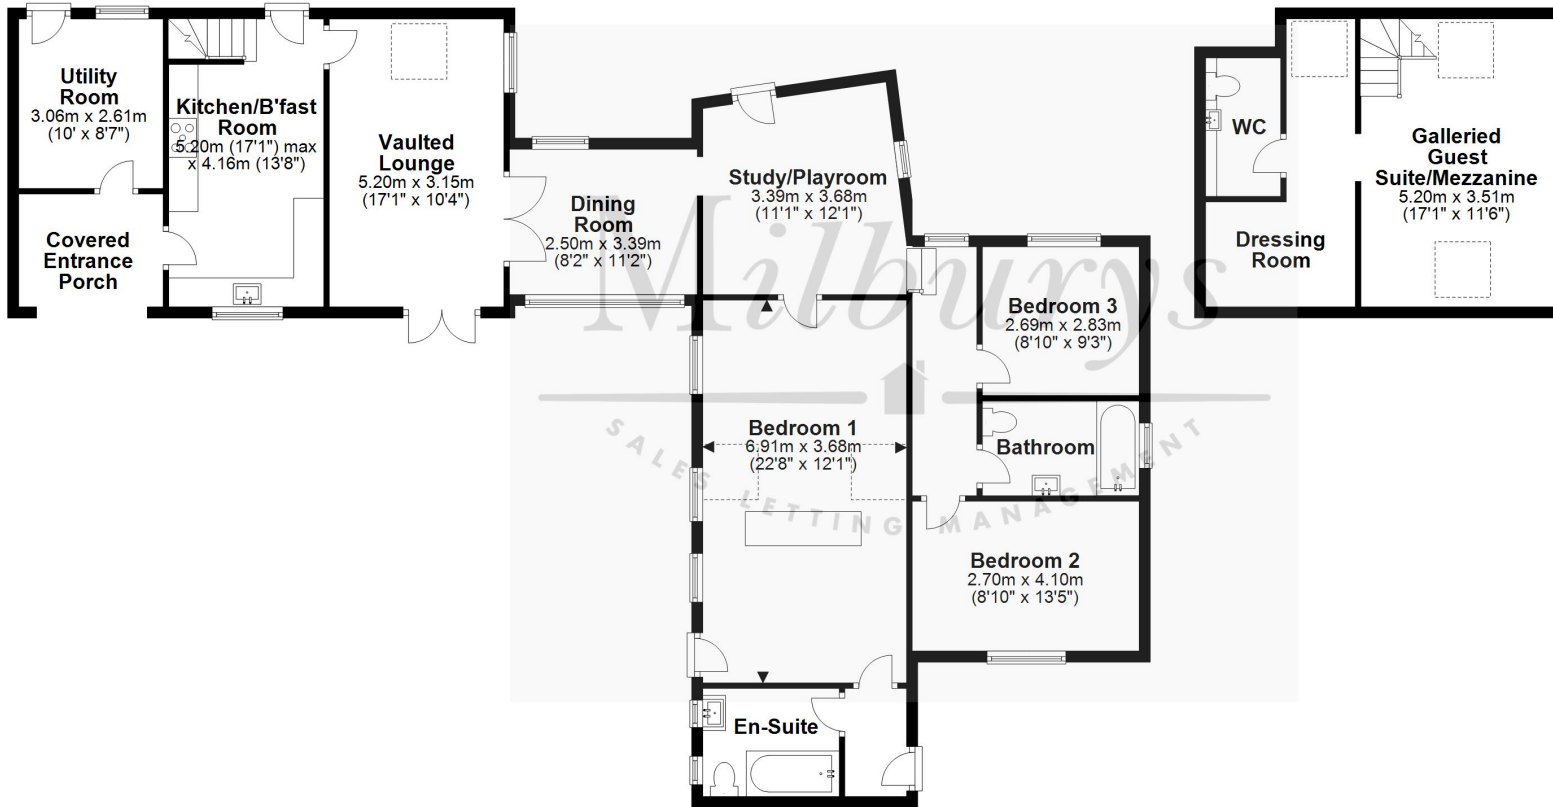 Utility
Room
3.06m x 2.61m
(10' x 8'7")
Kitchen/B'fast
Room
5.20m (17'1") max
x 4.16m (13'8")
Vaulted
Lounge
5.20m x 3.15m
(17'1" x 10'4")
Covered
Entrance
Porch
Dining
Room
2.50m x 3.39m
(8'2" x 11'2")
Study/Playroom
3.39m x 3.68m
(11'1" x 12'1")
Bedroom 3
2.69m x 2.83m
(8'10" x 9'3")
Bedroom 1
6.91m x 3.68m
(22'8" x 12'1")
Bathroom
Bedroom 2
2.70m x 4.10m
(8'10" x 13'5")
En-Suite
WC
Dressing
Room
Galleried
Guest
Suite/Mezzanine
5.20m x 3.51m
(17'1" x 11'6")
Milburys
SALES LETTING MANAGEMENT